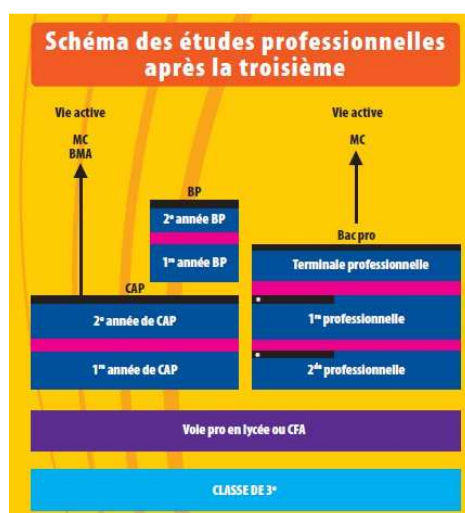 Schéma des études professionnelles
après la troisième
Vie active
MC
BMA
Vie active
MC
BP
2e année BP
1re année BP
CAP
2e année de CAP
1re année de CAP
Bac pro
Terminale professionnelle
1re professionnelle
2de professionnelle
Voie pro en lycée ou CFA
CLASSE DE 3e